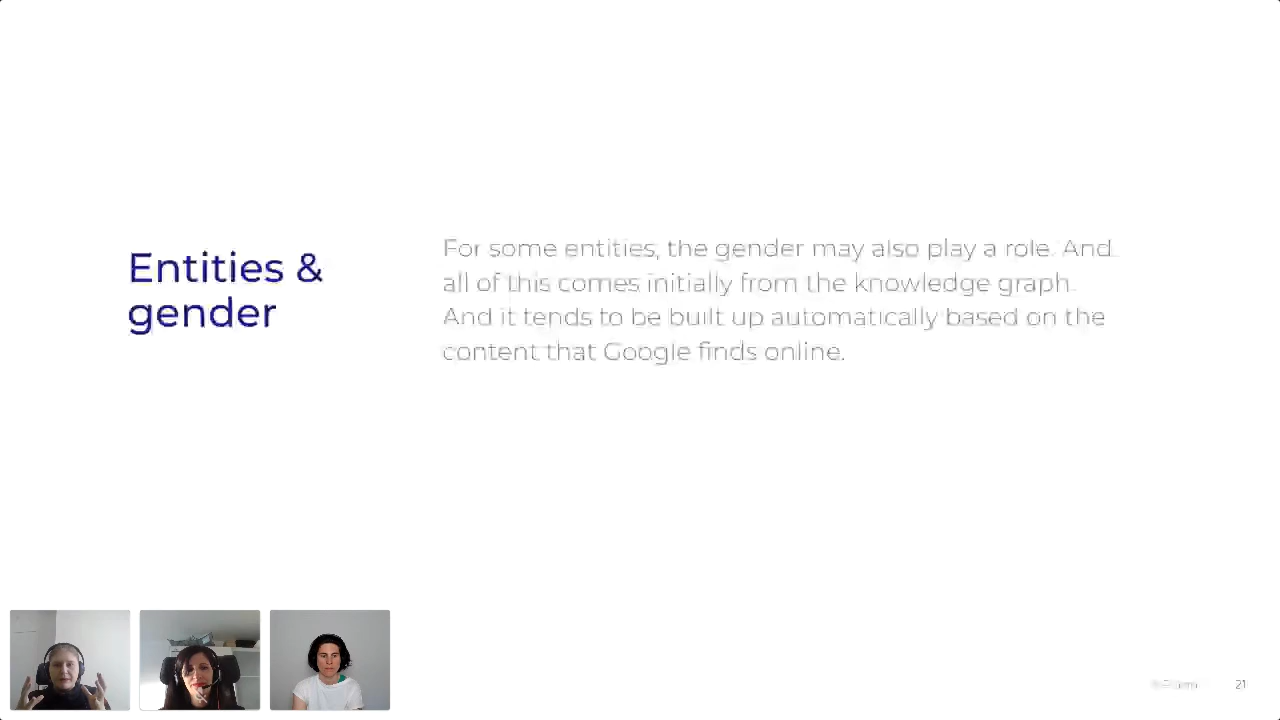 Entities &
gender
For some entities, the gender may also play a role. And
all of this comes initially from the knowledge graph.
And it tends to be built up automatically based on the
content that Google finds online.
21